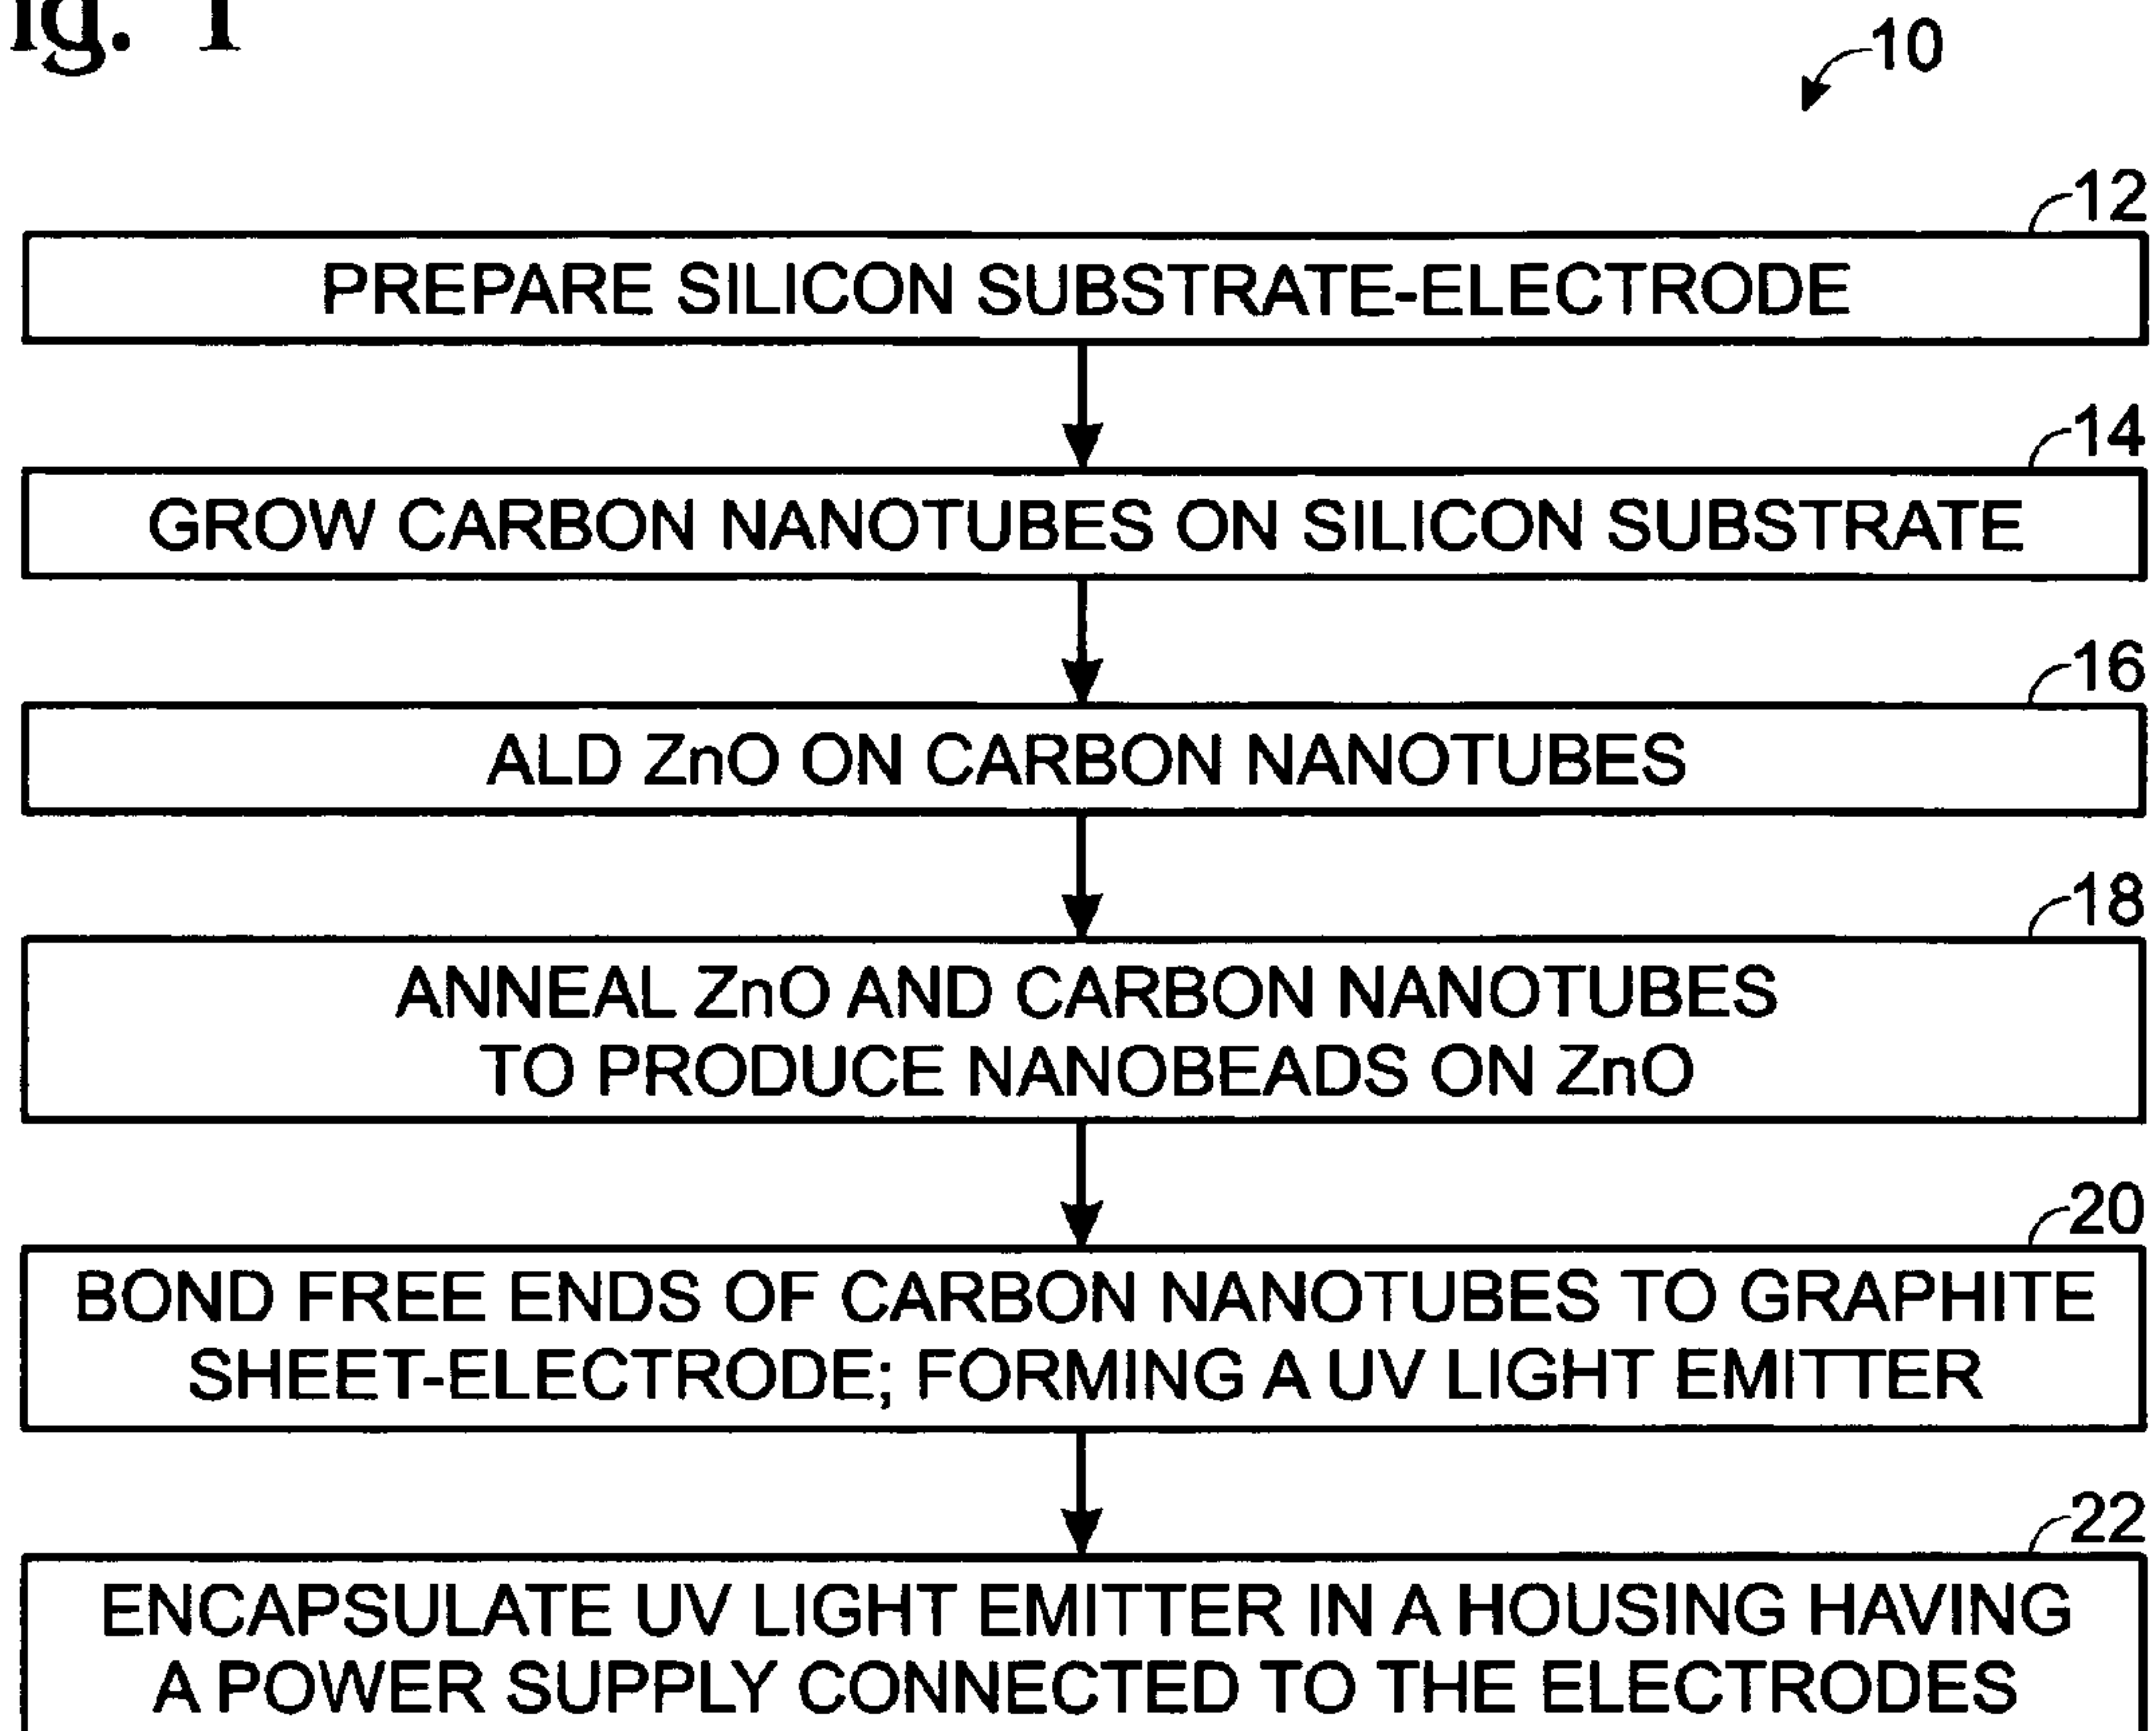 ig. 1
10
12
PREPARE SILICON SUBSTRATE-ELECTRODE
14
GROW CARBON NANOTUBES ON SILICON SUBSTRATE
16
ALD ZnO ON CARBON NANOTUBES
18
ANNEAL ZnO AND CARBON NANOTUBES
TO PRODUCE NANOBEADS ON ZnO
20
BOND FREE ENDS OF CARBON NANOTUBES TO GRAPHITE
SHEET-ELECTRODE; FORMING A UV LIGHT EMITTER
22
ENCAPSULATE UV LIGHT EMITTER IN A HOUSING HAVING
A POWER SUPPLY CONNECTED TO THE ELECTRODES